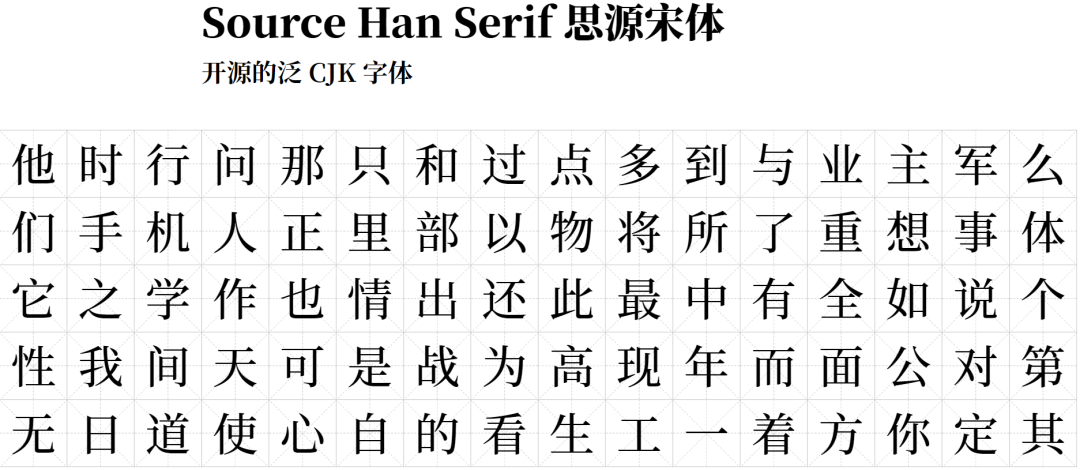 Source Han Serif 思源宋体
开源的泛 CJK 字体
他时行问那只和过点多到与业主军么
们手机人正里部以物将所了重想事体
它之学作也情出还此最中有全如说个
性我间天可是战为高现年而面公对第
无日道使心自的看生工一着方你定其